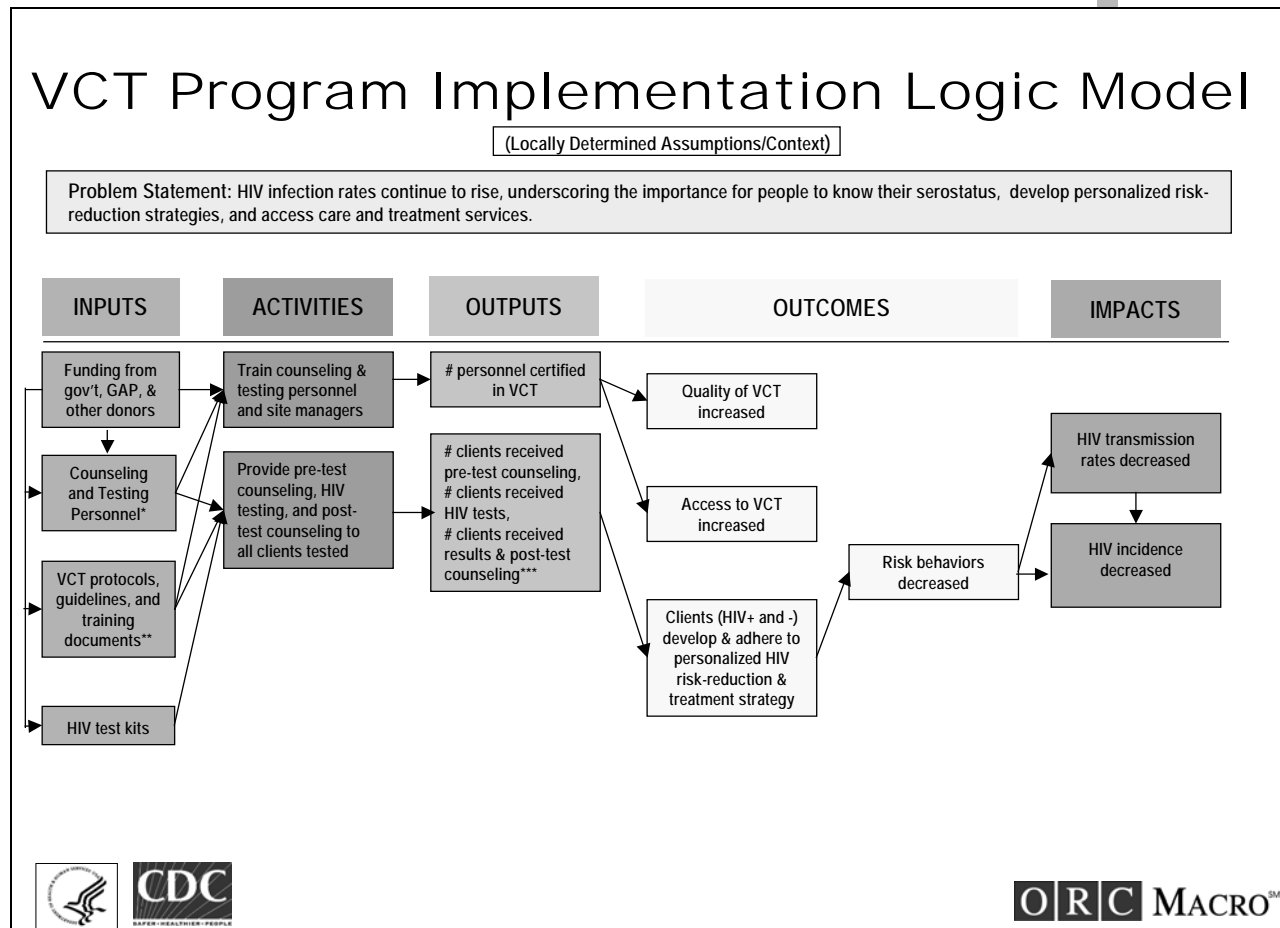 VCT Program Implementation Logic Model
(Locally Determined Assumptions/Context)
Problem Statement: HIV infection rates continue to rise, underscoring the importance for people to know their serostatus, develop personalized risk-
reduction strategies, and access care and treatment services.
INPUTS
ACTIVITIES
OUTPUTS
OUTCOMES
IMPACTS
Funding from
gov't, GAP, &
other donors
Counseling
and Testing
Personnel*
VCT protocols,
guidelines, and
training
documents**
HIV test kits
Train counseling &
testing personnel
and site managers
Provide pre-test
counseling, HIV
testing, and post-
test counseling to
all clients tested
# personnel certified
in VCT
# clients received
pre-test counseling,
# clients received
HIV tests,
# clients received
results & post-test
counseling***
Quality of VCT
increased
Access to VCT
increased
Clients (HIV+ and -)
develop & adhere to
personalized HIV
risk-reduction &
treatment strategy
Risk behaviors
decreased
HIV transmission
rates decreased
HIV incidence
decreased
CDC
SAFER•HEALTHIER•PEOPLE
ORC MACRO SM